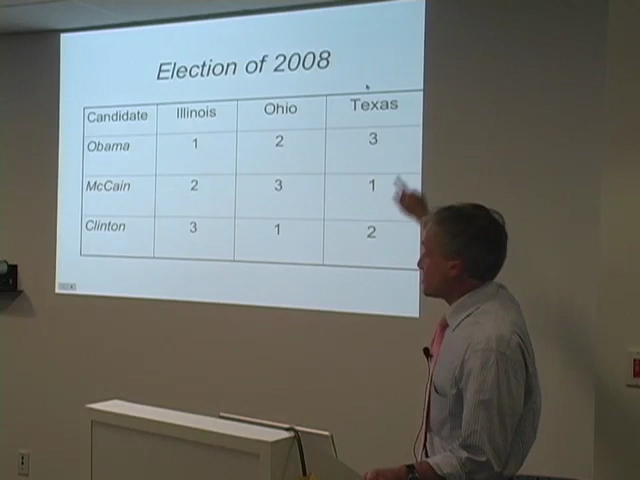 Election of 2008
Candidate Illinois Ohio Texas
Obama 1 2 3
McCain 2 3 1
Clinton 3 1 2